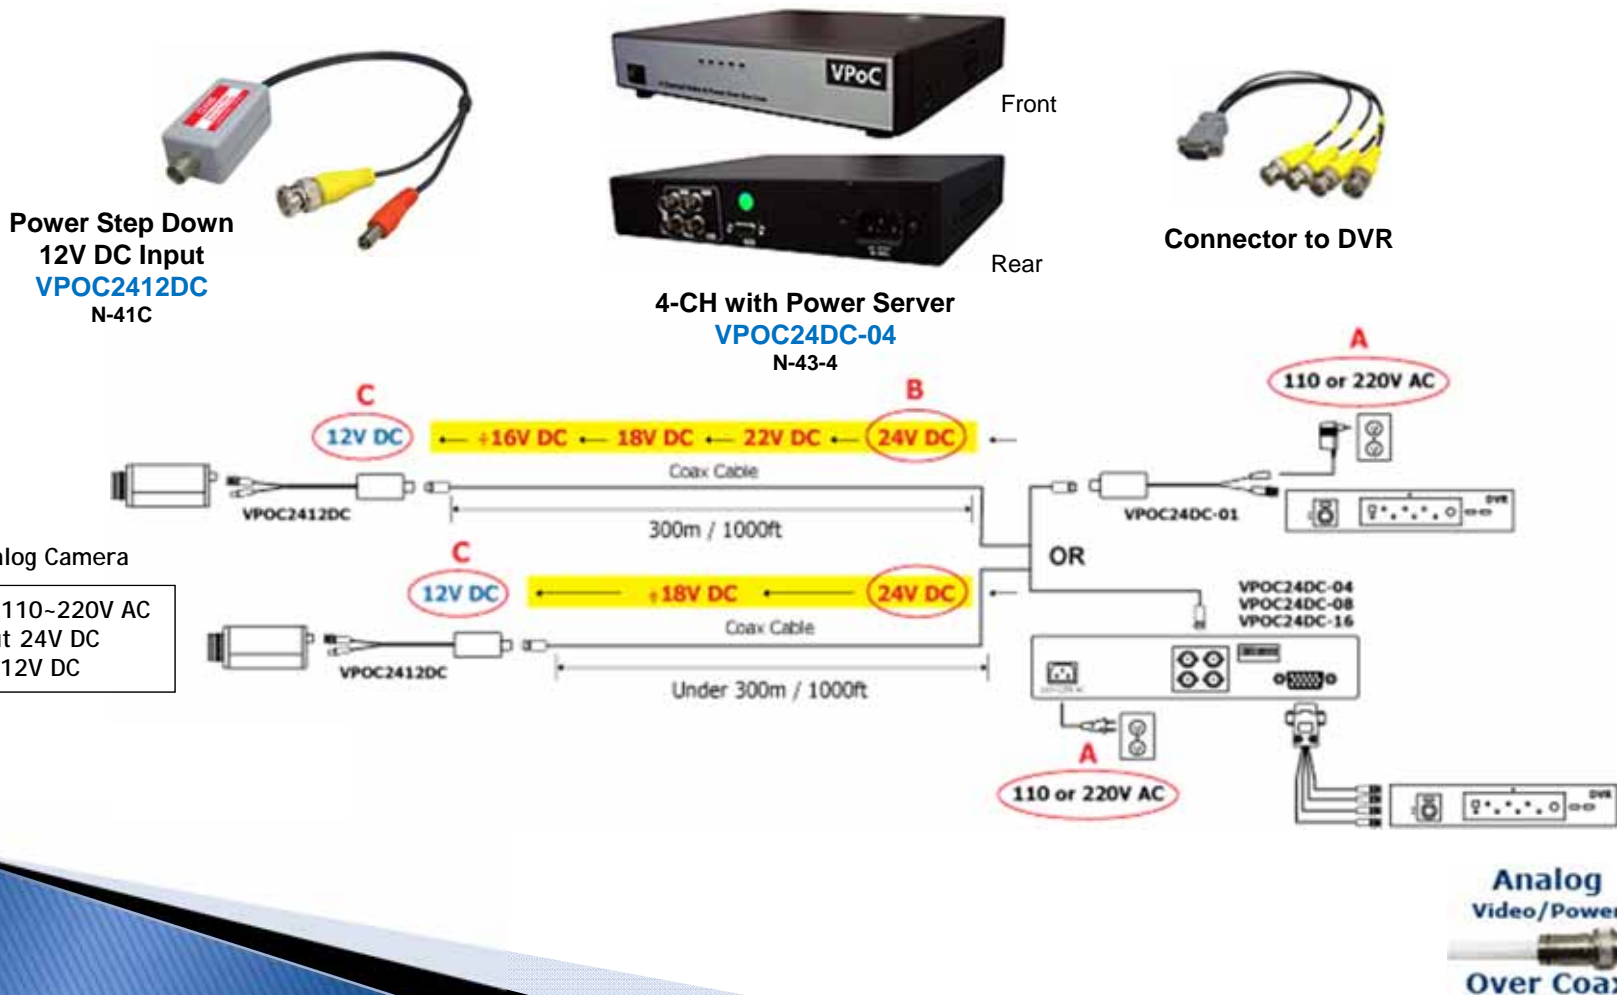 VPoC
Front
Rear
Power Step Down
12V DC Input
VPOC2412DC
N-41C
4-CH with Power Server
VPOC24DC-04
N-43-4
Connector to DVR
A
110 or 220V AC
C
B
12V DC
÷16V DC
18V DC
22V DC
24V DC
Coax Cable
VPOC2412DC
300m / 1000ft
VPOC24DC-01
DVR
OR
alog Camera
110~220V AC
t 24V DC
12V DC
C
12V DC
÷18V DC
24V DC
Coax Cable
VPOC2412DC
Under 300m / 1000ft
VPOC24DC-04
VPOC24DC-08
VPOC24DC-16
A
110 or 220V AC
DVR
Analog
Video/Power
Over Coax